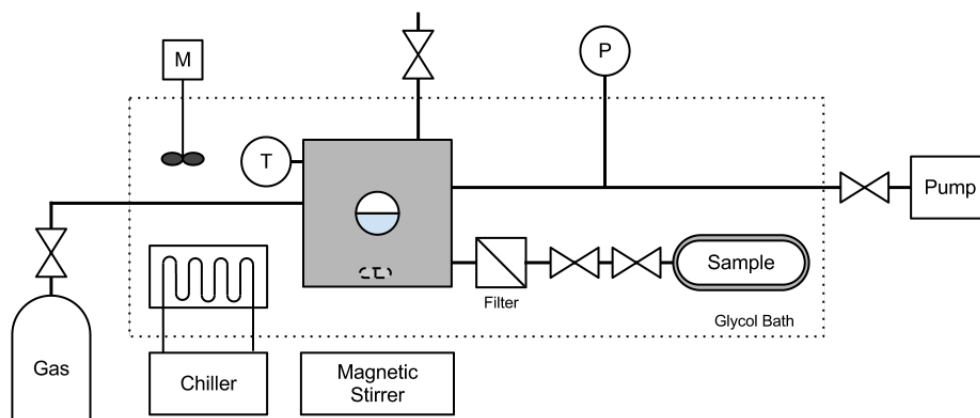 M
P
T
Pump
Sample
Filter
Glycol Bath
Gas
Chiller
Magnetic
Stirrer